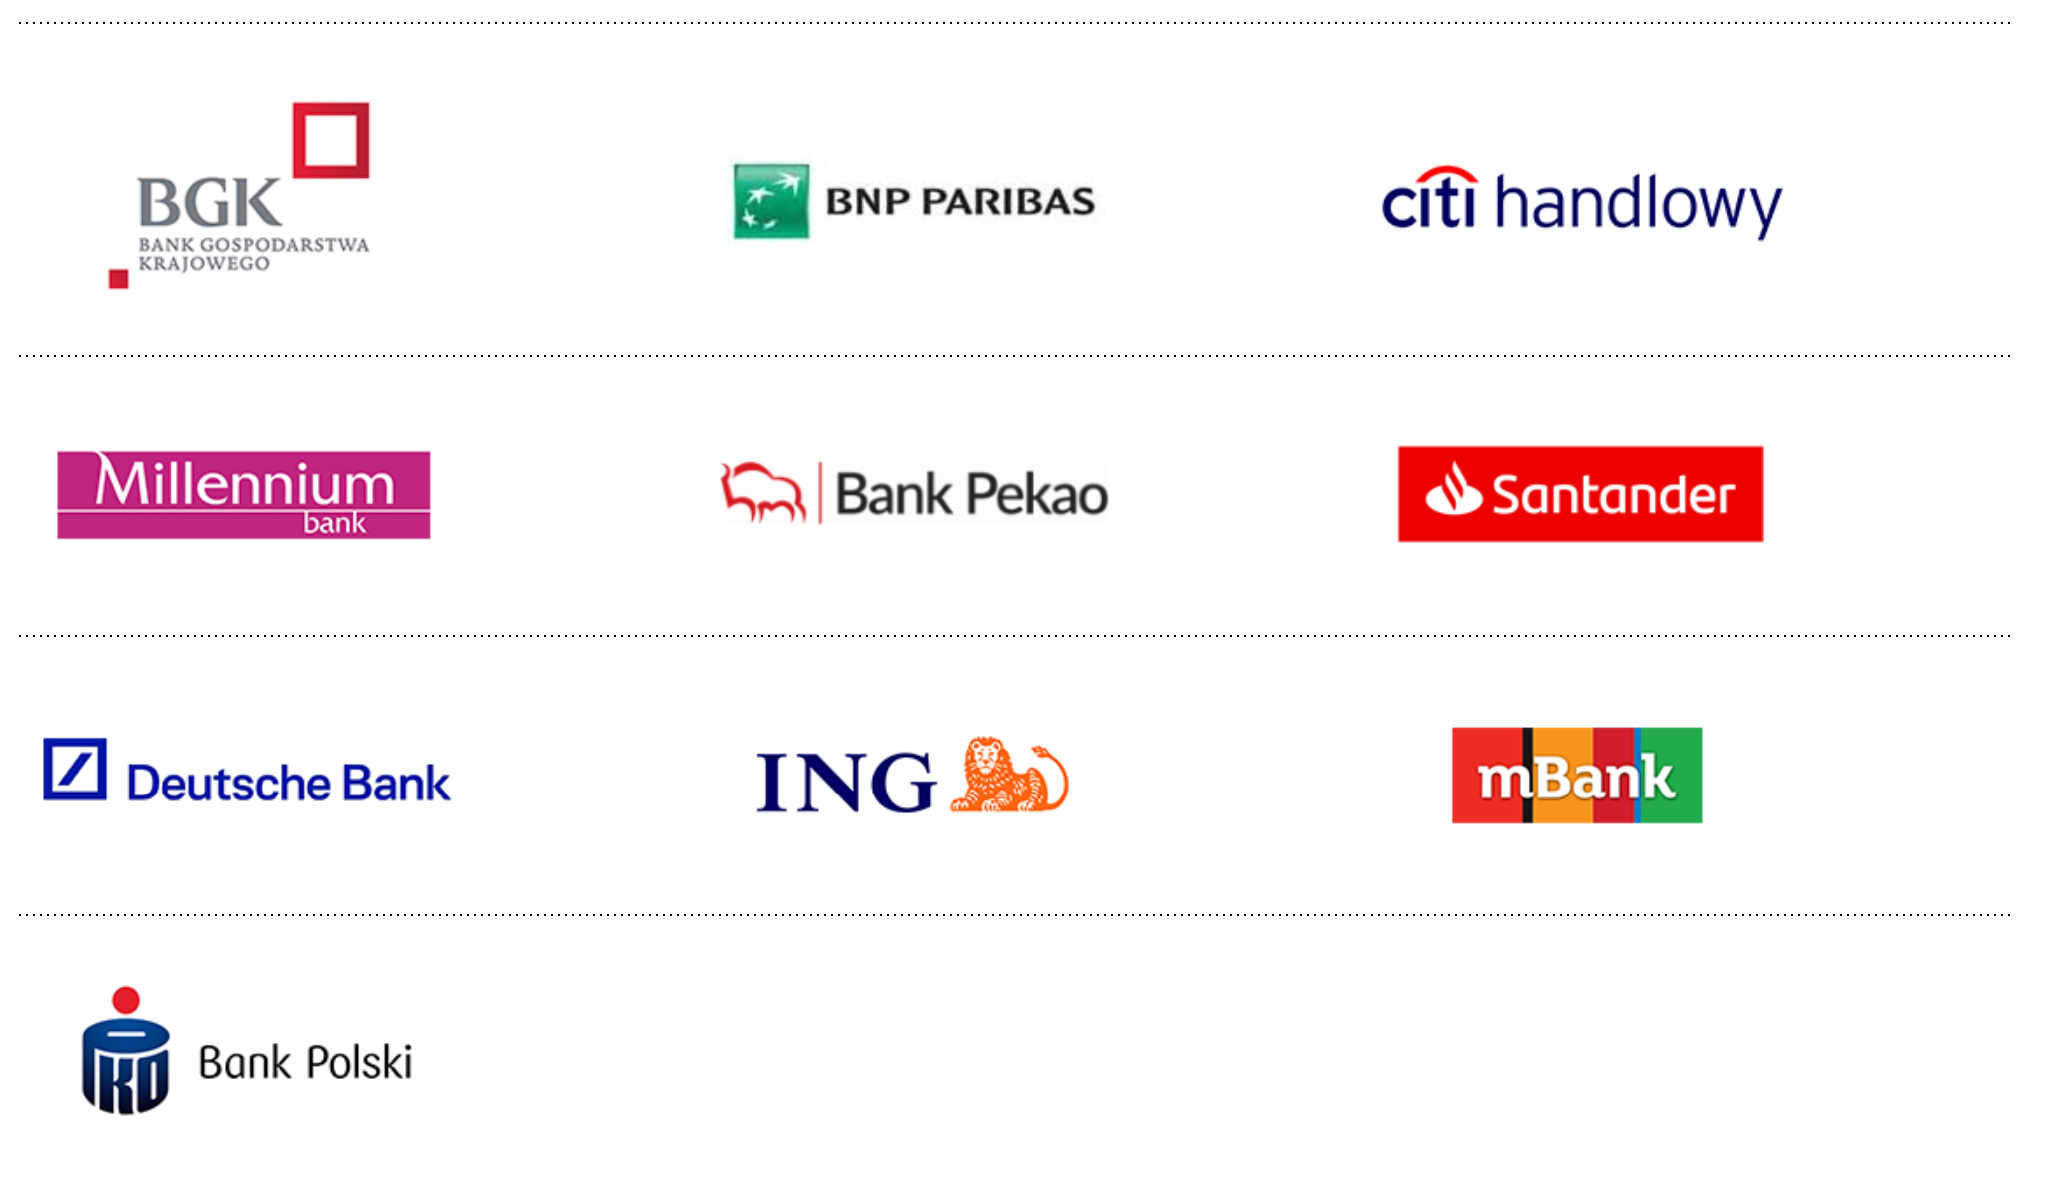 BGK
BANK GOSPODARSTWA
KRAJOWEGO
BNP PARIBAS
citi handlowy
Millennium
bank
Bank Pekao
Santander
Deutsche Bank
ING
mBank
PKO
Bank Polski